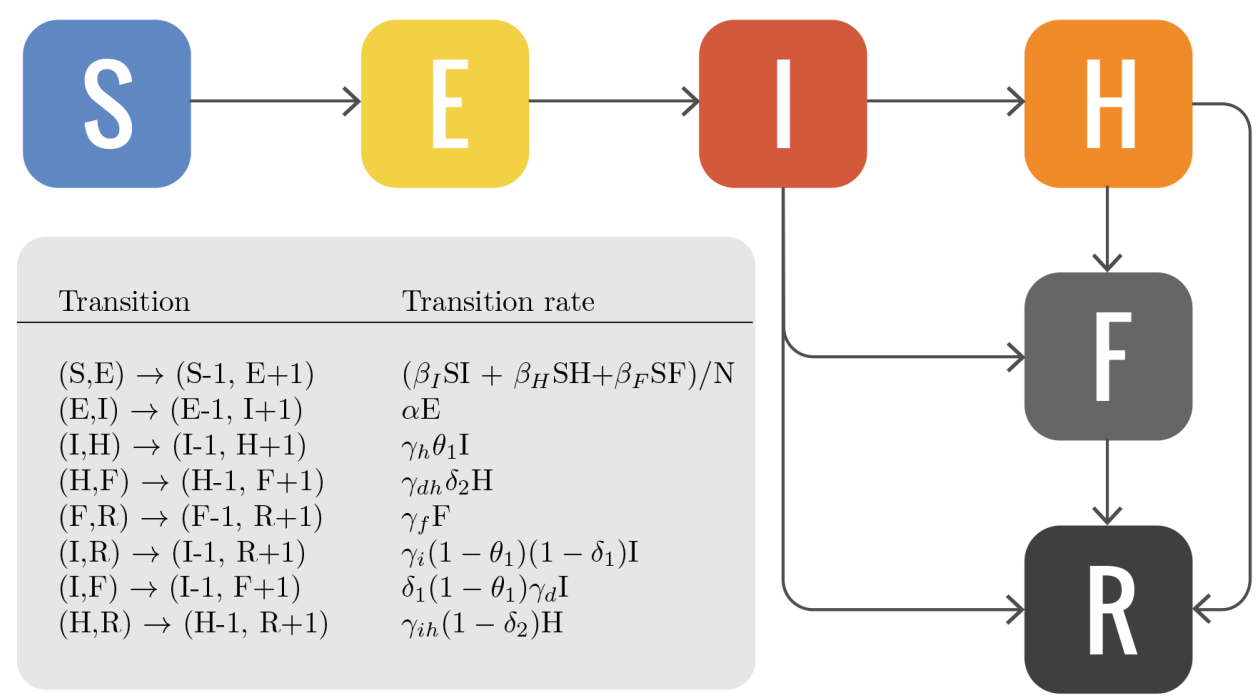 S E I H
F
R
Transition Transition rate
(S,E) → (S-1, E+1) (β_I SI + β_H SH+β_F SF)/N
(E,I) → (E-1, I+1) αE
(I,H) → (I-1, H+1) γ_h θ_1 I
(H,F) → (H-1, F+1) γ_dh δ_2 H
(F,R) → (F-1, R+1) γ_f F
(I,R) → (I-1, R+1) γ_i (1 − θ_1)(1 − δ_1)I
(I,F) → (I-1, F+1) δ_1 (1 − θ_1)γ_d I
(H,R) → (H-1, R+1) γ_ih (1 − δ_2)H